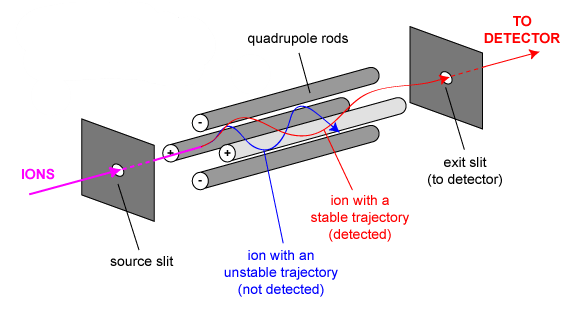 TO
DETECTOR
quadrupole rods
-
+
+
-
IONS
exit slit
(to detector)
ion with a
stable trajectory
(detected)
source slit
ion with an
unstable trajectory
(not detected)